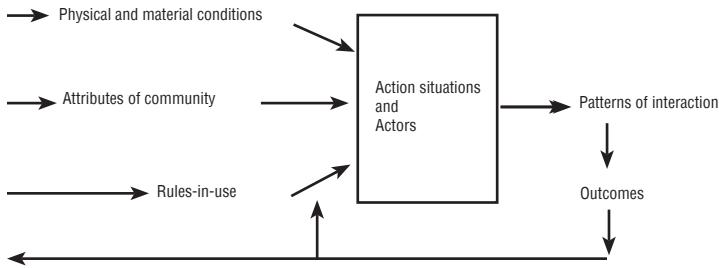 Physical and material conditions
Attributes of community
Rules-in-use
Action situations
and
Actors
Patterns of interaction
Outcomes